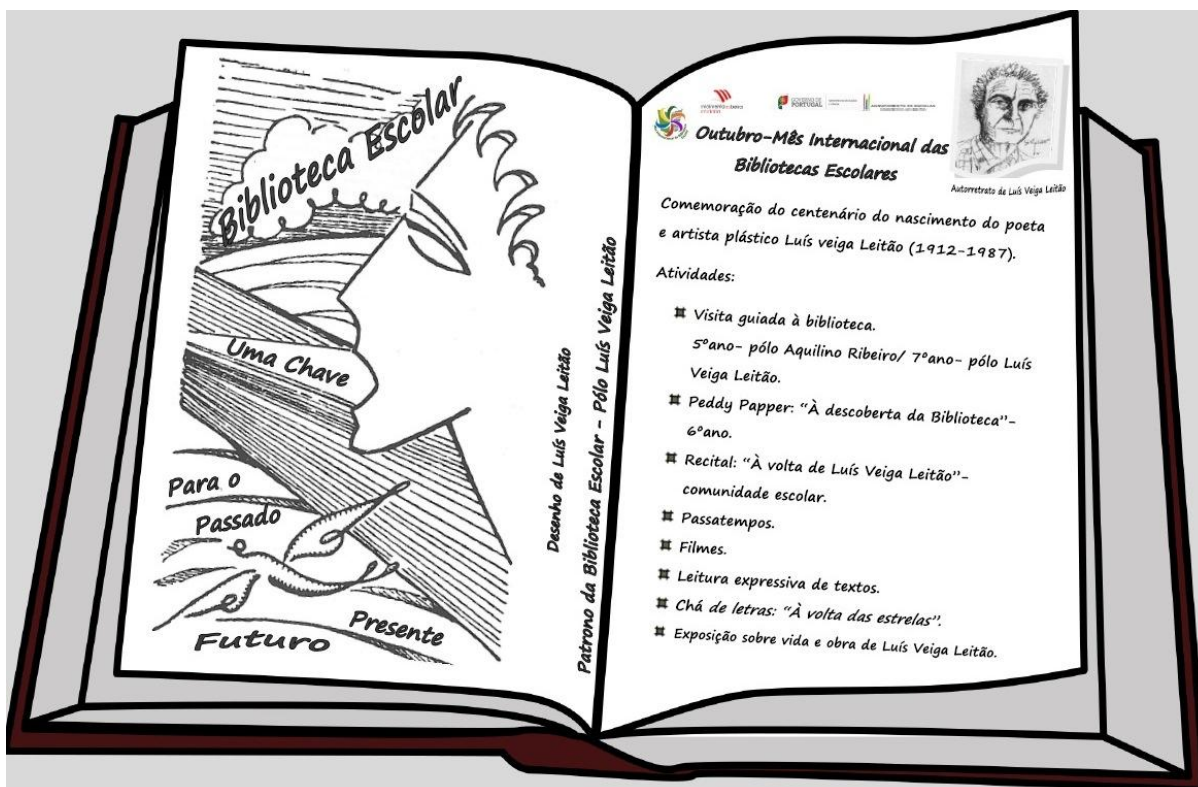 Biblioteca Escolar
Uma Chave
Para o
Passado
Presente
Futuro
Desenho de Luís Veiga Leitão
Patrono da Biblioteca Escolar - Pólo Luís Veiga Leitão
GOVERNO DE
PORTUGAL
Outubro-Mês Internacional das
Bibliotecas Escolares
Autorretrato de Luís Veiga Leitão
Comemoração do centenário do nascimento do poeta
e artista plástico Luís veiga Leitão (1912-1987).
Atividades:
Visita guiada à biblioteca.
5ºano- pólo Aquilino Ribeiro/ 7ºano- pólo Luís
Veiga Leitão.
Peddy Papper: “À descoberta da Biblioteca”-
6ºano.
Recital: “À volta de Luís Veiga Leitão”-
comunidade escolar.
Passatempos.
Filmes.
Leitura expressiva de textos.
Chá de letras: “À volta das estrelas”.
Exposição sobre vida e obra de Luís Veiga Leitão.